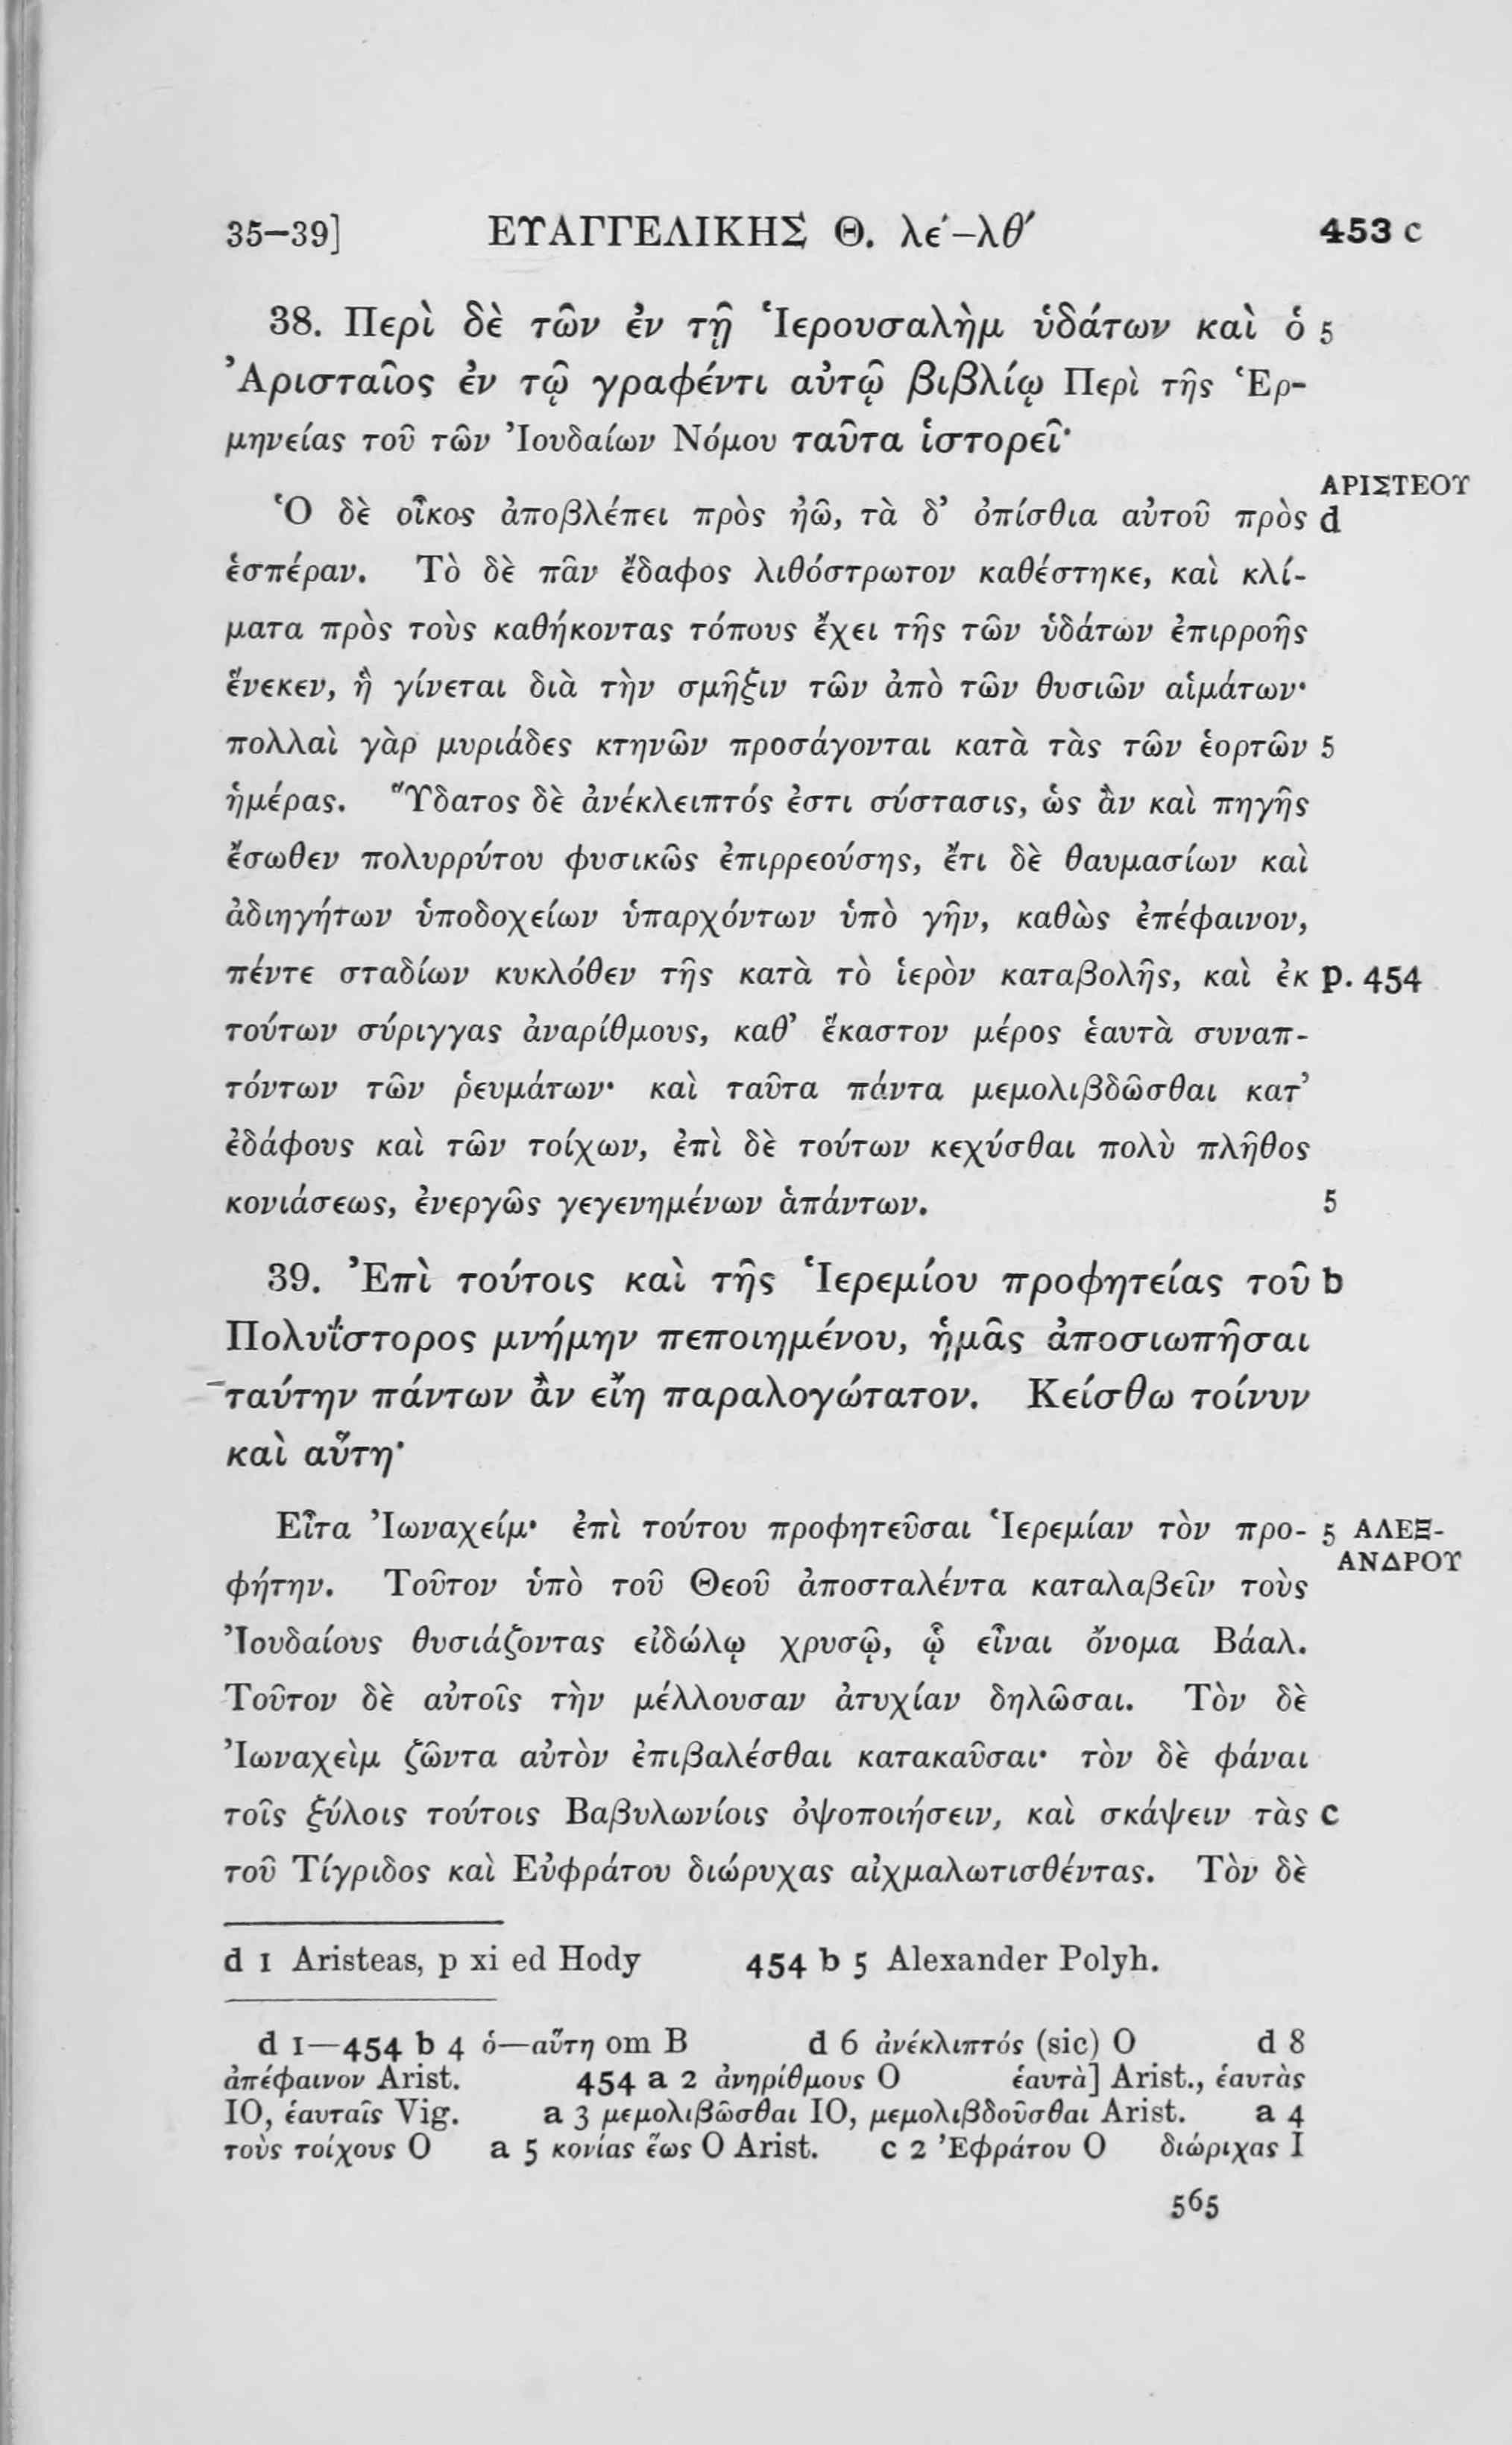 35–39] ΕΥΑΓΓΕΛΙΚΗΣ Θ. λε΄–λθ΄ 453 c
38. Περὶ δὲ τῶν ἐν τῇ Ἱερουσαλὴμ ὑδάτων καὶ ὁ 5
Ἀρισταῖος ἐν τῷ γραφέντι αὐτῷ βιβλίῳ Περὶ τῆς Ἑρ-
μηνείας τοῦ τῶν Ἰουδαίων Νόμου ταῦτα ἱστορεῖ·
ΑΡΙΣΤΕΟΥ
Ὁ δὲ οἶκος ἀποβλέπει πρὸς ἠῶ, τὰ δ’ ὀπίσθια αὐτοῦ πρὸς d
ἑσπέραν. Τὸ δὲ πᾶν ἔδαφος λιθόστρωτον καθέστηκε, καὶ κλί-
ματα πρὸς τοὺς καθήκοντας τόπους ἔχει τῆς τῶν ὑδάτων ἐπιρροῆς
ἕνεκεν, ἣ γίνεται διὰ τὴν σμῆξιν τῶν ἀπὸ τῶν θυσιῶν αἱμάτων·
πολλαὶ γὰρ μυριάδες κτηνῶν προσάγονται κατὰ τὰς τῶν ἑορτῶν 5
ἡμέρας. Ὕδατος δὲ ἀνέκλειπτός ἐστι σύστασις, ὡς ἂν καὶ πηγῆς
ἔσωθεν πολυρρύτου φυσικῶς ἐπιρρεούσης, ἔτι δὲ θαυμασίων καὶ
ἀδιηγήτων ὑποδοχείων ὑπαρχόντων ὑπὸ γῆν, καθὼς ἐπέφαινον,
πέντε σταδίων κυκλόθεν τῆς κατὰ τὸ ἱερὸν καταβολῆς, καὶ ἐκ p. 454
τούτων σύριγγας ἀναρίθμους, καθ’ ἕκαστον μέρος ἑαυτὰ συναπ-
τόντων τῶν ῥευμάτων· καὶ ταῦτα πάντα μεμολιβδῶσθαι κατ’
ἐδάφους καὶ τῶν τοίχων, ἐπὶ δὲ τούτων κεχύσθαι πολὺ πλῆθος
κονιάσεως, ἐνεργῶς γεγενημένων ἁπάντων. 5
39. Ἐπὶ τούτοις καὶ τῆς Ἱερεμίου προφητείας τοῦ b
Πολυΐστορος μνήμην πεποιημένου, ἡμᾶς ἀποσιωπῆσαι
ταύτην πάντων ἂν εἴη παραλογώτατον. Κείσθω τοίνυν
καὶ αὕτη·
Εἶτα Ἰωναχείμ· ἐπὶ τούτου προφητεῦσαι Ἱερεμίαν τὸν προ- 5 ΑΛΕΞ-
ΑΝΔΡΟΥ
φήτην. Τοῦτον ὑπὸ τοῦ Θεοῦ ἀποσταλέντα καταλαβεῖν τοὺς
Ἰουδαίους θυσιάζοντας εἰδώλῳ χρυσῷ, ᾧ εἶναι ὄνομα Βάαλ.
Τοῦτον δὲ αὐτοῖς τὴν μέλλουσαν ἀτυχίαν δηλῶσαι. Τὸν δὲ
Ἰωναχεὶμ ζῶντα αὐτὸν ἐπιβαλέσθαι κατακαῦσαι· τὸν δὲ φάναι
τοῖς ξύλοις τούτοις Βαβυλωνίοις ὀψοποιήσειν, καὶ σκάψειν τὰς c
τοῦ Τίγριδος καὶ Εὐφράτου διώρυχας αἰχμαλωτισθέντας. Τὸν δὲ
d 1 Aristeas, p xi ed Hody 454 b 5 Alexander Polyh.
d 1—454 b 4 ὁ—αὕτη om B d 6 ἀνέκλιπτός (sic) O d 8
ἀπέφαινον Arist. 454 a 2 ἀνηρίθμους O ἑαυτὰ] Arist., ἑαυτὰς
IO, ἑαυταῖς Vig. a 3 μεμολιβῶσθαι IO, μεμολιβδοῦσθαι Arist. a 4
τοὺς τοίχους O a 5 κονίας ἕως O Arist. c 2 Ἐφράτου O διώριχας I
565